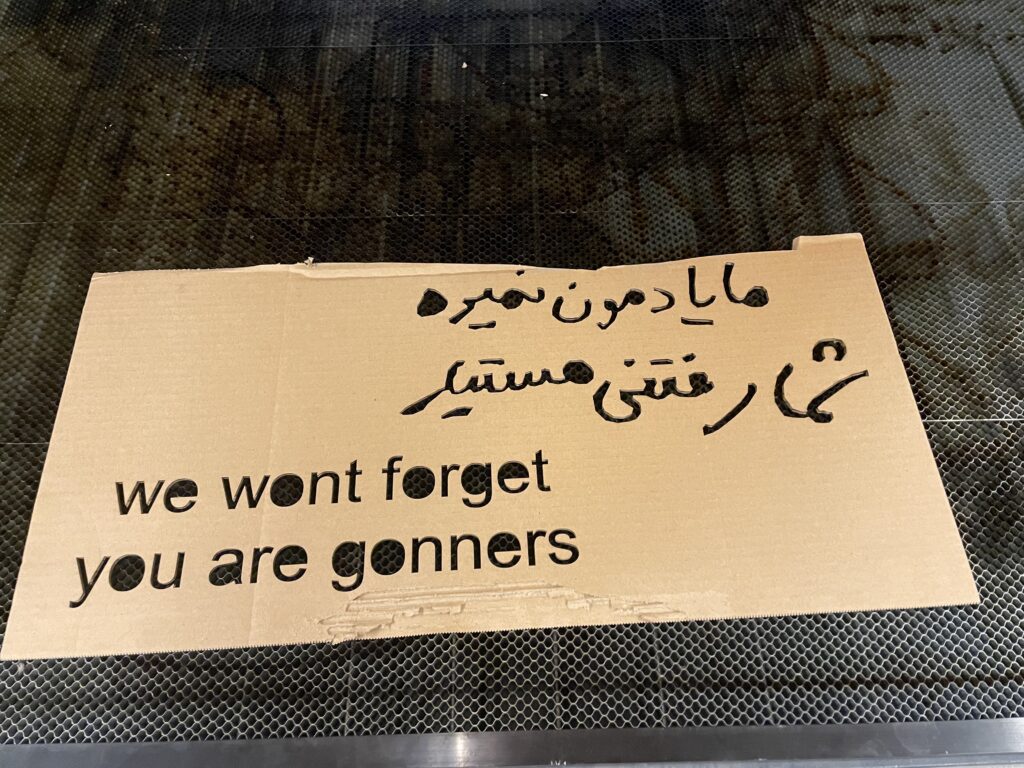 ما یادمون نمیره
شما رفتنی هستید
we wont forget
you are gonners